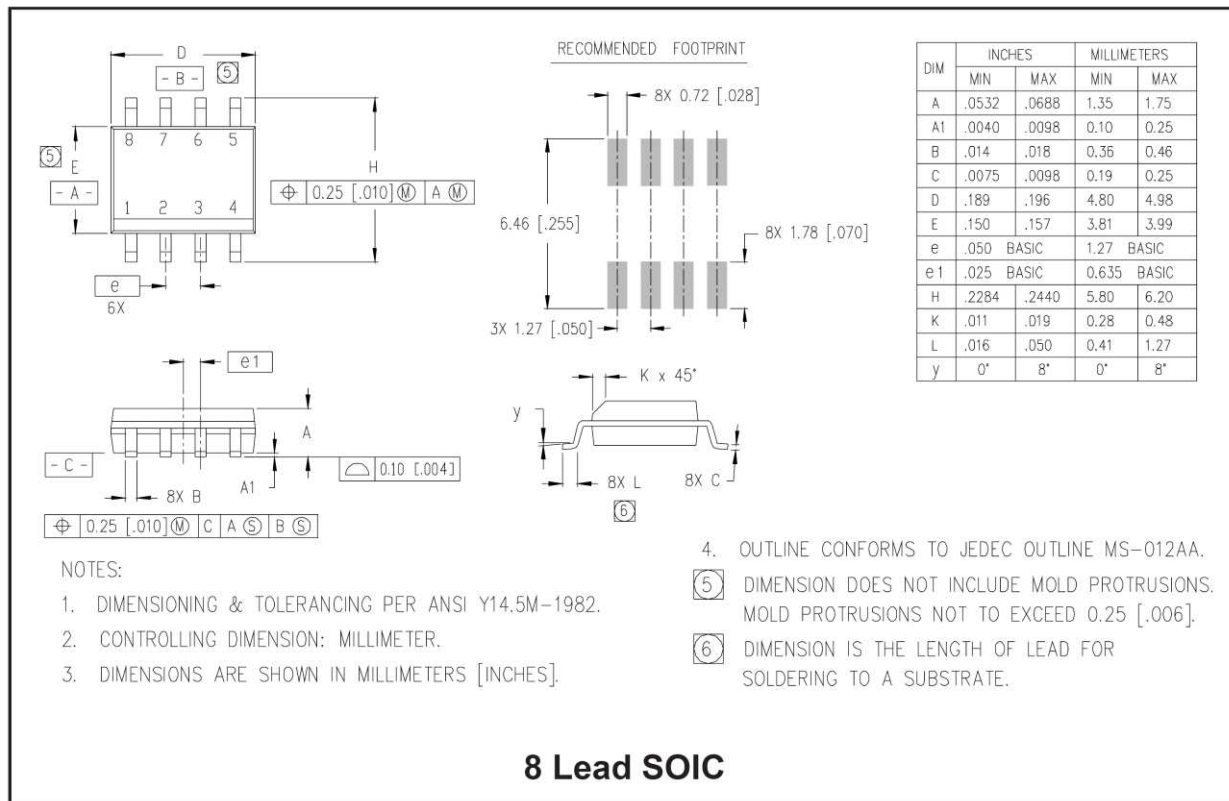 D
- B -
5
8 7 6 5
5
E
H
- A -
⌖ 0.25 [.010] Ⓜ A Ⓜ
1 2 3 4
e
6X
RECOMMENDED FOOTPRINT
8X 0.72 [.028]
6.46 [.255]
8X 1.78 [.070]
3X 1.27 [.050]
DIM INCHES MILLIMETERS
MIN MAX MIN MAX
A .0532 .0688 1.35 1.75
A1 .0040 .0098 0.10 0.25
B .014 .018 0.36 0.46
C .0075 .0098 0.19 0.25
D .189 .196 4.80 4.98
E .150 .157 3.81 3.99
e .050 BASIC 1.27 BASIC
e1 .025 BASIC 0.635 BASIC
H .2284 .2440 5.80 6.20
K .011 .019 0.28 0.48
L .016 .050 0.41 1.27
y 0° 8° 0° 8°
e1
A
- C -
A1
⌓ 0.10 [.004]
8X B
⌖ 0.25 [.010] Ⓜ C A Ⓢ B Ⓢ
K x 45°
y
8X L
8X C
6
NOTES:
1. DIMENSIONING & TOLERANCING PER ANSI Y14.5M-1982.
2. CONTROLLING DIMENSION: MILLIMETER.
3. DIMENSIONS ARE SHOWN IN MILLIMETERS [INCHES].
4. OUTLINE CONFORMS TO JEDEC OUTLINE MS-012AA.
5 DIMENSION DOES NOT INCLUDE MOLD PROTRUSIONS.
MOLD PROTRUSIONS NOT TO EXCEED 0.25 [.006].
6 DIMENSION IS THE LENGTH OF LEAD FOR
SOLDERING TO A SUBSTRATE.
8 Lead SOIC